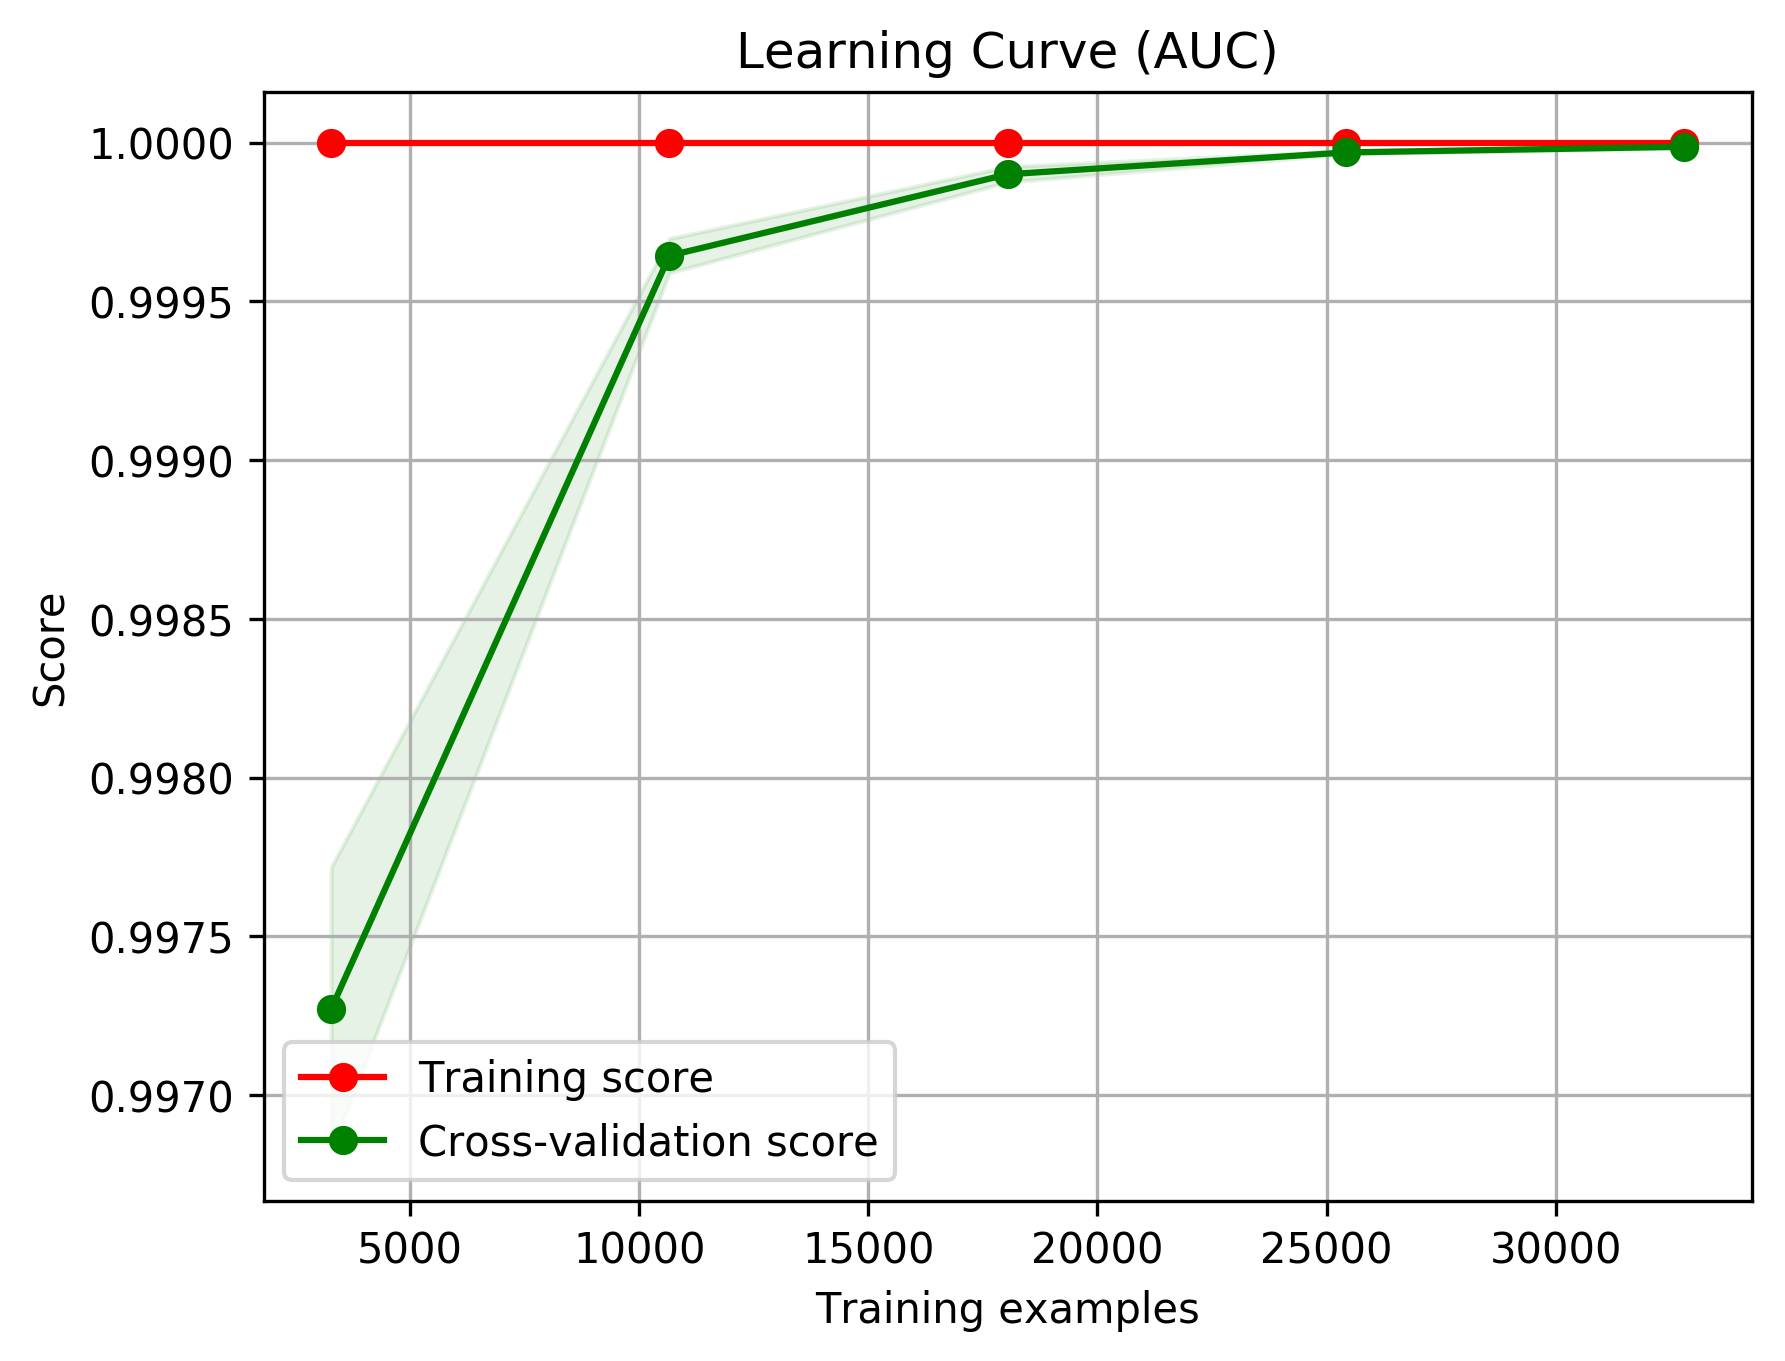 Learning Curve (AUC)
1.0000
0.9995
0.9990
0.9985
0.9980
0.9975
0.9970
Score
Training score
Cross-validation score
5000 10000 15000 20000 25000 30000
Training examples